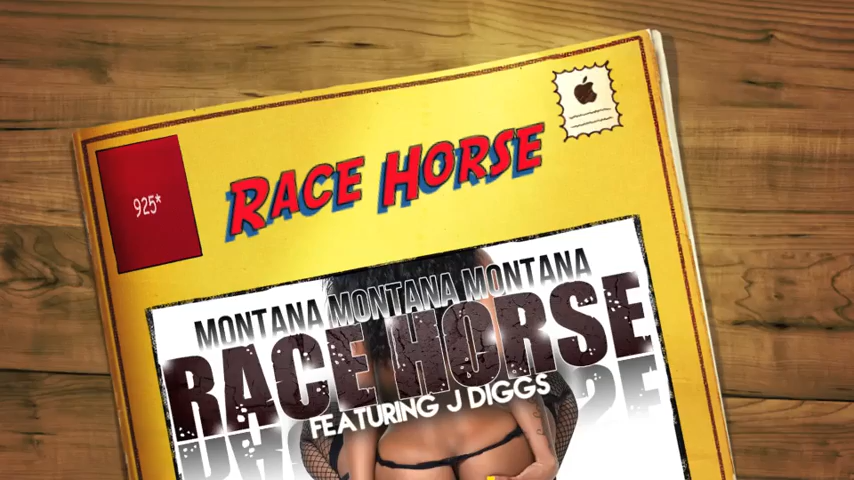 925*
RACE HORSE
MONTANA MONTANA MONTANA
RACE HORSE
FEATURING J DIGGS